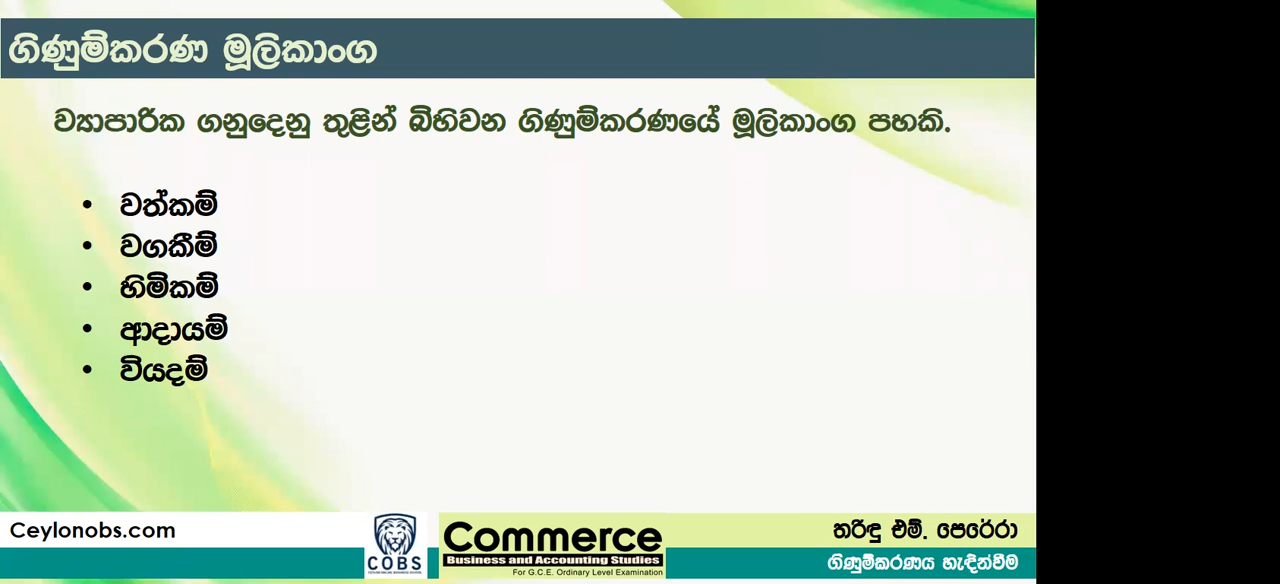 ගිණුම්කරණ මූලිකාංග
ව්‍යාපාරික ගනුදෙනු තුළින් බිහිවන ගිණුම්කරණයේ මූලිකාංග පහකි.
• වත්කම්
• වගකීම්
• හිමිකම්
• ආදායම්
• වියදම්
Ceylonobs.com
COBS
Commerce
Business and Accounting Studies
For G.C.E. Ordinary Level Examination
තරිඳු එම්. පෙරේරා
ගිණුම්කරණය හැඳින්වීම